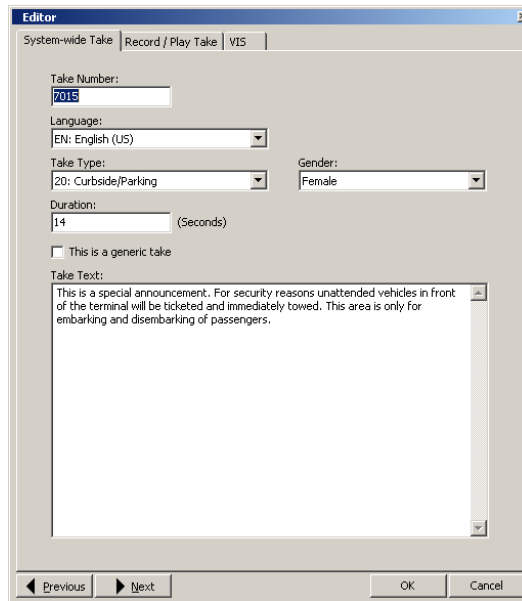 Editor
System-wide Take Record / Play Take VIS
Take Number:
7015
Language:
EN: English (US)
Take Type: Gender:
20: Curbside/Parking Female
Duration:
14 (Seconds)
This is a generic take
Take Text:
This is a special announcement. For security reasons unattended vehicles in front
of the terminal will be ticketed and immediately towed. This area is only for
embarking and disembarking of passengers.
Previous Next OK Cancel